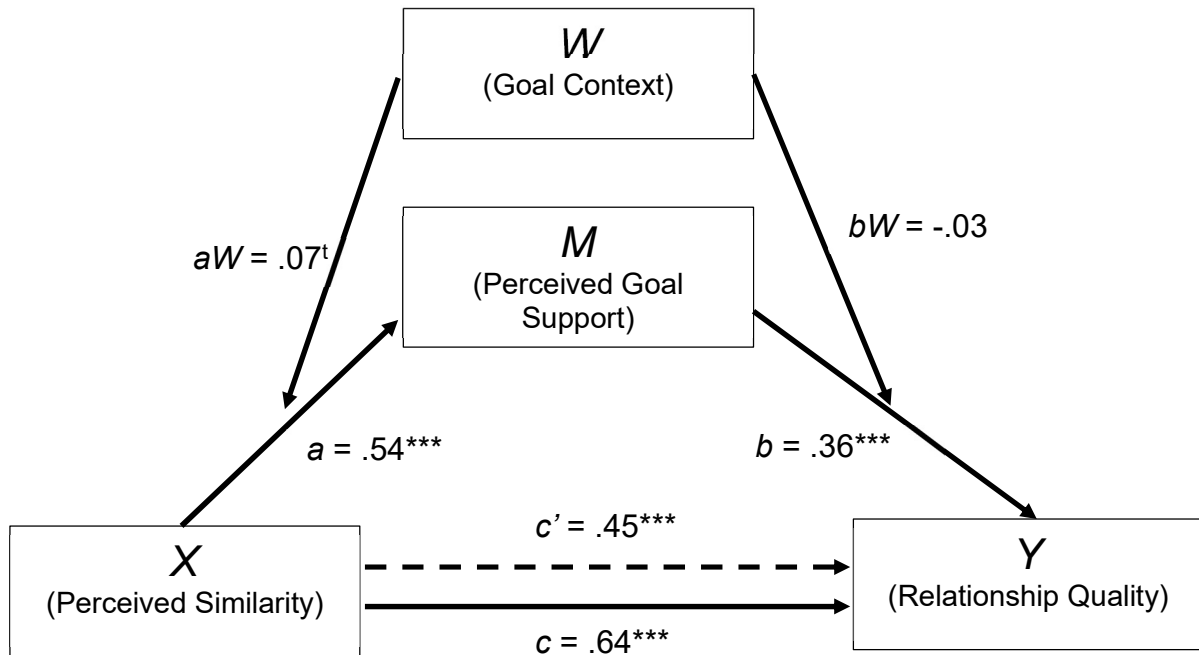 W
(Goal Context)
aW = .07ᵗ
bW = -.03
M
(Perceived Goal
Support)
a = .54***
b = .36***
c’ = .45***
X
(Perceived Similarity)
Y
(Relationship Quality)
c = .64***